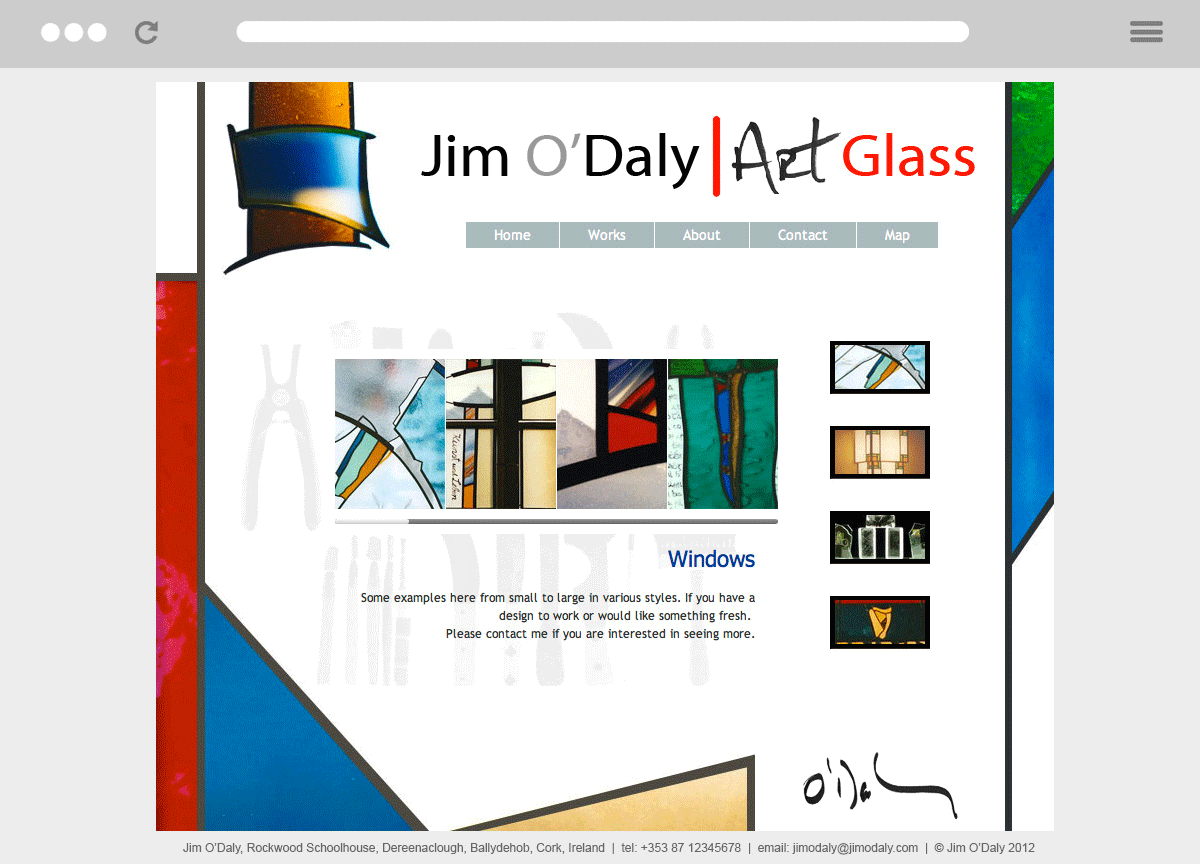 Jim O'Daly | Art Glass
Home Works About Contact Map
Kunst und Lehm
Windows
Some examples here from small to large in various styles. If you have a
design to work or would like something fresh.
Please contact me if you are interested in seeing more.
O'Daly
Jim O'Daly, Rockwood Schoolhouse, Dereenaclough, Ballydehob, Cork, Ireland | tel: +353 87 12345678 | email: jimodaly@jimodaly.com | © Jim O'Daly 2012